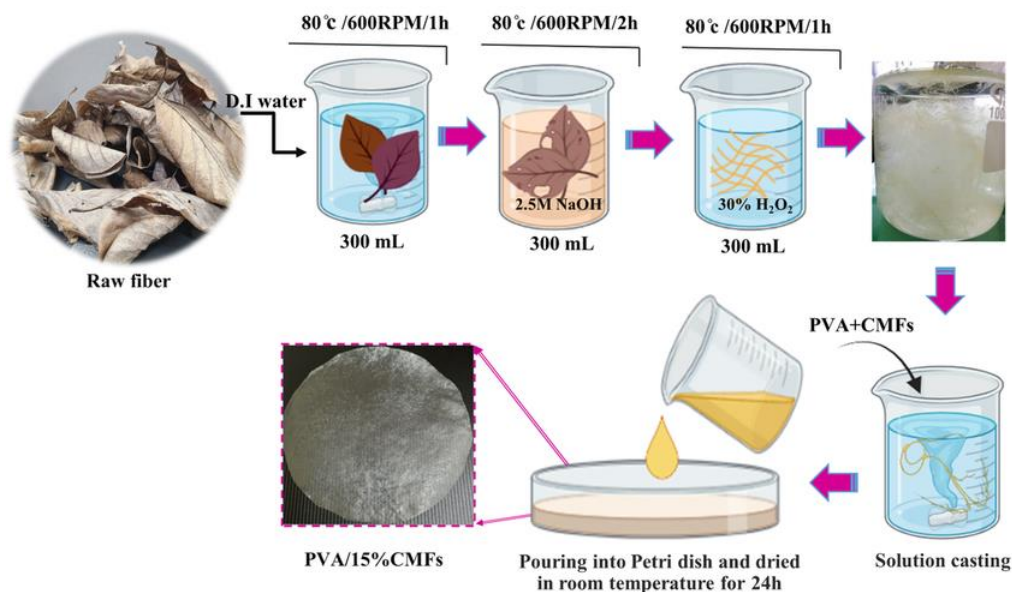 80°c /600RPM/1h
80°c /600RPM/2h
80°c /600RPM/1h
D.I water
2.5M NaOH
30% H₂O₂
100
300 mL
300 mL
300 mL
Raw fiber
PVA+CMFs
PVA/15%CMFs
Pouring into Petri dish and dried
in room temperature for 24h
Solution casting